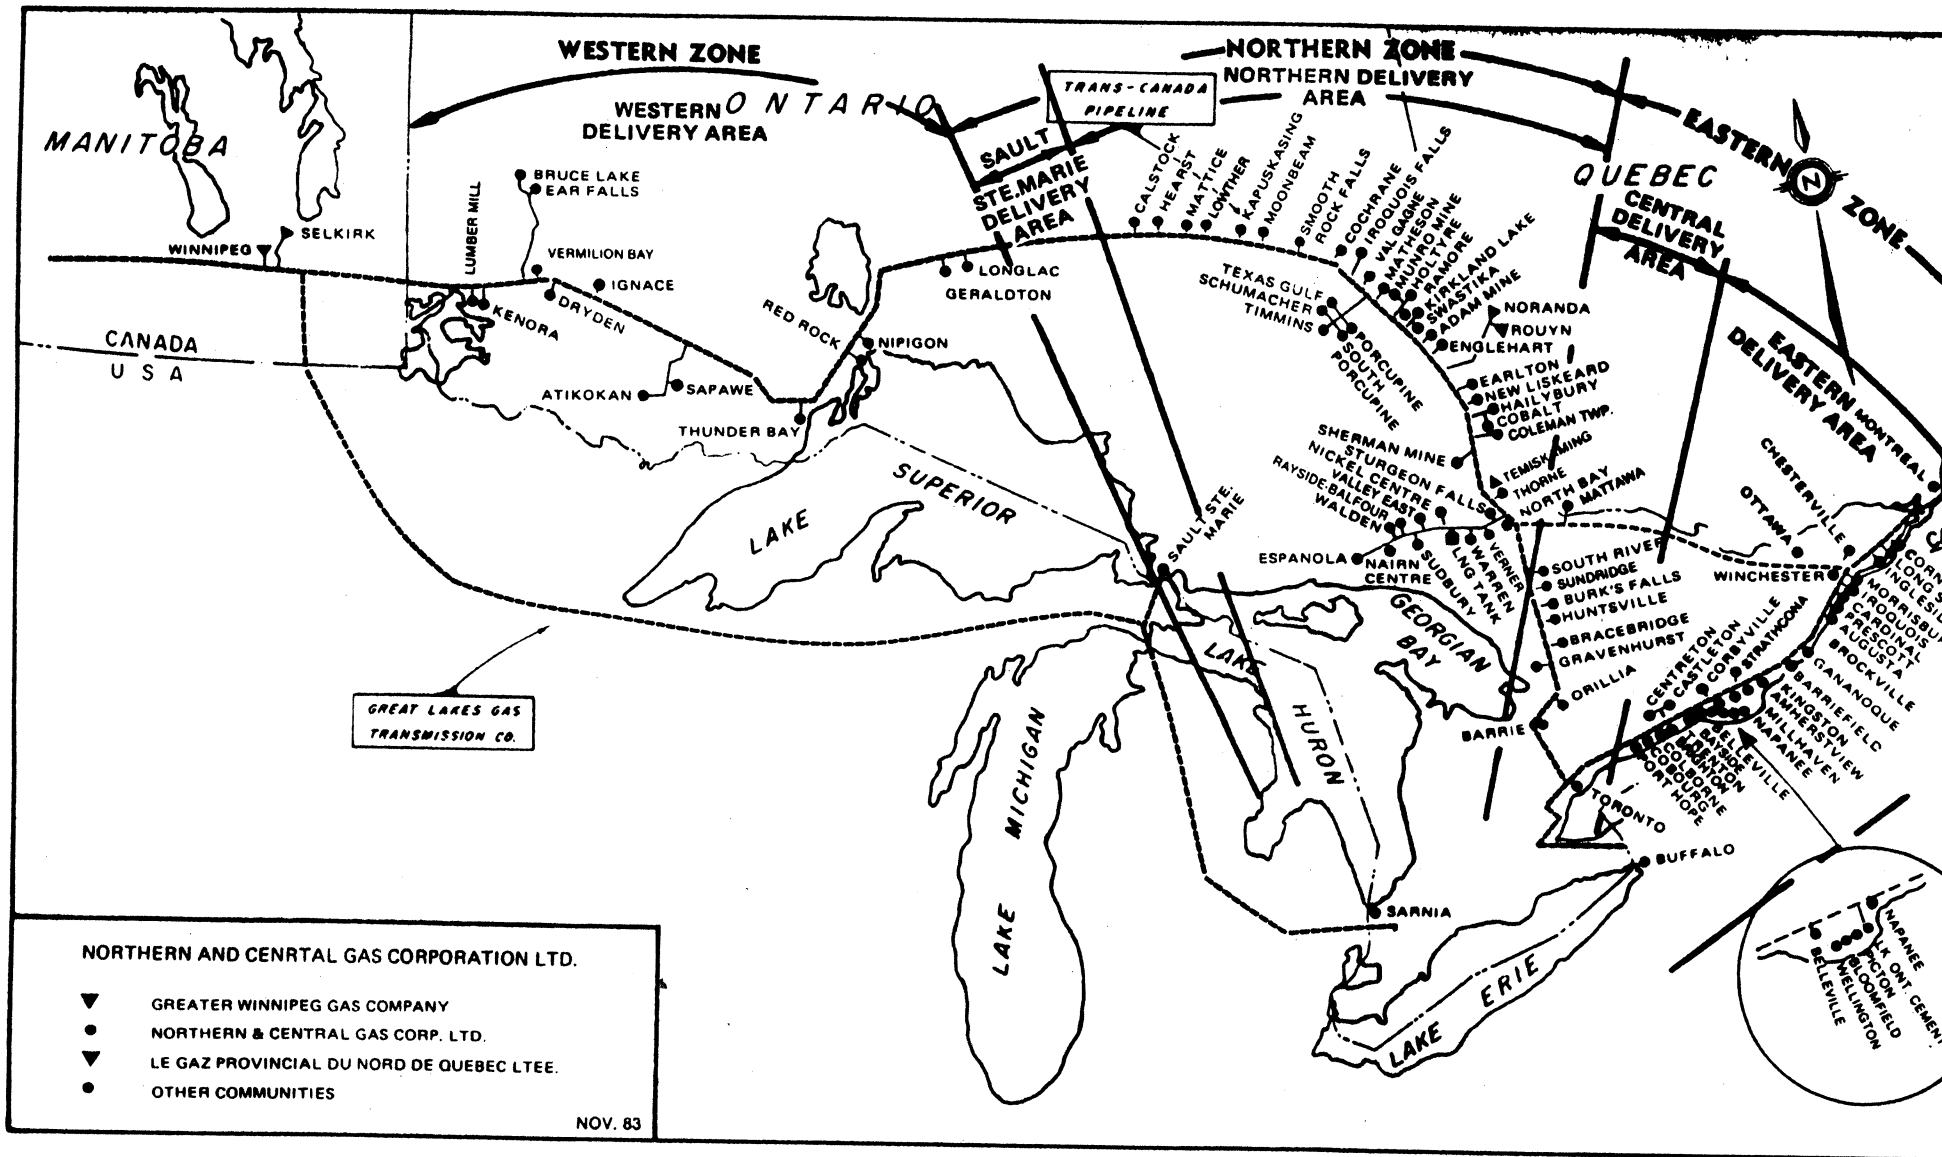 WESTERN ZONE
NORTHERN ZONE
NORTHERN DELIVERY
AREA
WESTERN
DELIVERY AREA
ONTARIO
TRANS-CANADA
PIPELINE
EASTERN ZONE
MANITOBA
SAULT
STE. MARIE
DELIVERY
AREA
QUEBEC
CENTRAL
DELIVERY
AREA
EASTERN
DELIVERY AREA
N
WINNIPEG
SELKIRK
LUMBER MILL
BRUCE LAKE
EAR FALLS
VERMILION BAY
IGNACE
KENORA
DRYDEN
CANADA
U S A
ATIKOKAN
SAPAWE
THUNDER BAY
RED ROCK
NIPIGON
LONGLAC
GERALDTON
CALSTOCK
HEARST
MATTICE
LOWTHER
KAPUSKASING
MOONBEAM
SMOOTH
ROCK FALLS
COCHRANE
IROQUOIS FALLS
VAL GAGNE
MATHESON
MUNRO MINE
HOLTYRE
RAMORE
KIRKLAND LAKE
SWASTIKA
ADAM MINE
NORANDA
ROUYN
ENGLEHART
TEXAS GULF
SCHUMACHER
TIMMINS
PORCUPINE
SOUTH
PORCUPINE
EARLTON
NEW LISKEARD
HAILYBURY
COBALT
COLEMAN TWP.
SHERMAN MINE
STURGEON FALLS
NICKEL CENTRE
VALLEY EAST
RAYSIDE-BALFOUR
WALDEN
TEMISKAMING
THORNE
NORTH BAY
MATTAWA
ESPANOLA
NAIRN
CENTRE
SUDBURY
LNG TANK
WARREN
VERNER
SOUTH RIVER
SUNDRIDGE
BURK'S FALLS
HUNTSVILLE
BRACEBRIDGE
GRAVENHURST
ORILLIA
BARRIE
TORONTO
BUFFALO
SARNIA
SAULT STE.
MARIE
LAKE SUPERIOR
LAKE MICHIGAN
LAKE HURON
GEORGIAN
BAY
LAKE ERIE
MONTREAL
CHESTERVILLE
OTTAWA
WINCHESTER
CORN
LONG S
INGLESI
MORRISBU
IROQUOIS
CARDINAL
PRESCOTT
AUGUSTA
BROCKVILLE
GANANOQUE
BARRIEFIELD
KINGSTON
AMHERSTVIEW
MILLHAVEN
NAPANEE
CENTRETON
CASTLETON
CORBYVILLE
STRATHCONA
BELLEVILLE
BAYSIDE
TRENTON
BRIGHTON
COLBORNE
COBOURG
PORT HOPE
GREAT LAKES GAS
TRANSMISSION CO.
NAPANEE
LK ONT. CEMENT
PICTON
BLOOMFIELD
WELLINGTON
BELLEVILLE
NORTHERN AND CENRTAL GAS CORPORATION LTD.
GREATER WINNIPEG GAS COMPANY
NORTHERN & CENTRAL GAS CORP. LTD.
LE GAZ PROVINCIAL DU NORD DE QUEBEC LTEE.
OTHER COMMUNITIES
NOV. 83